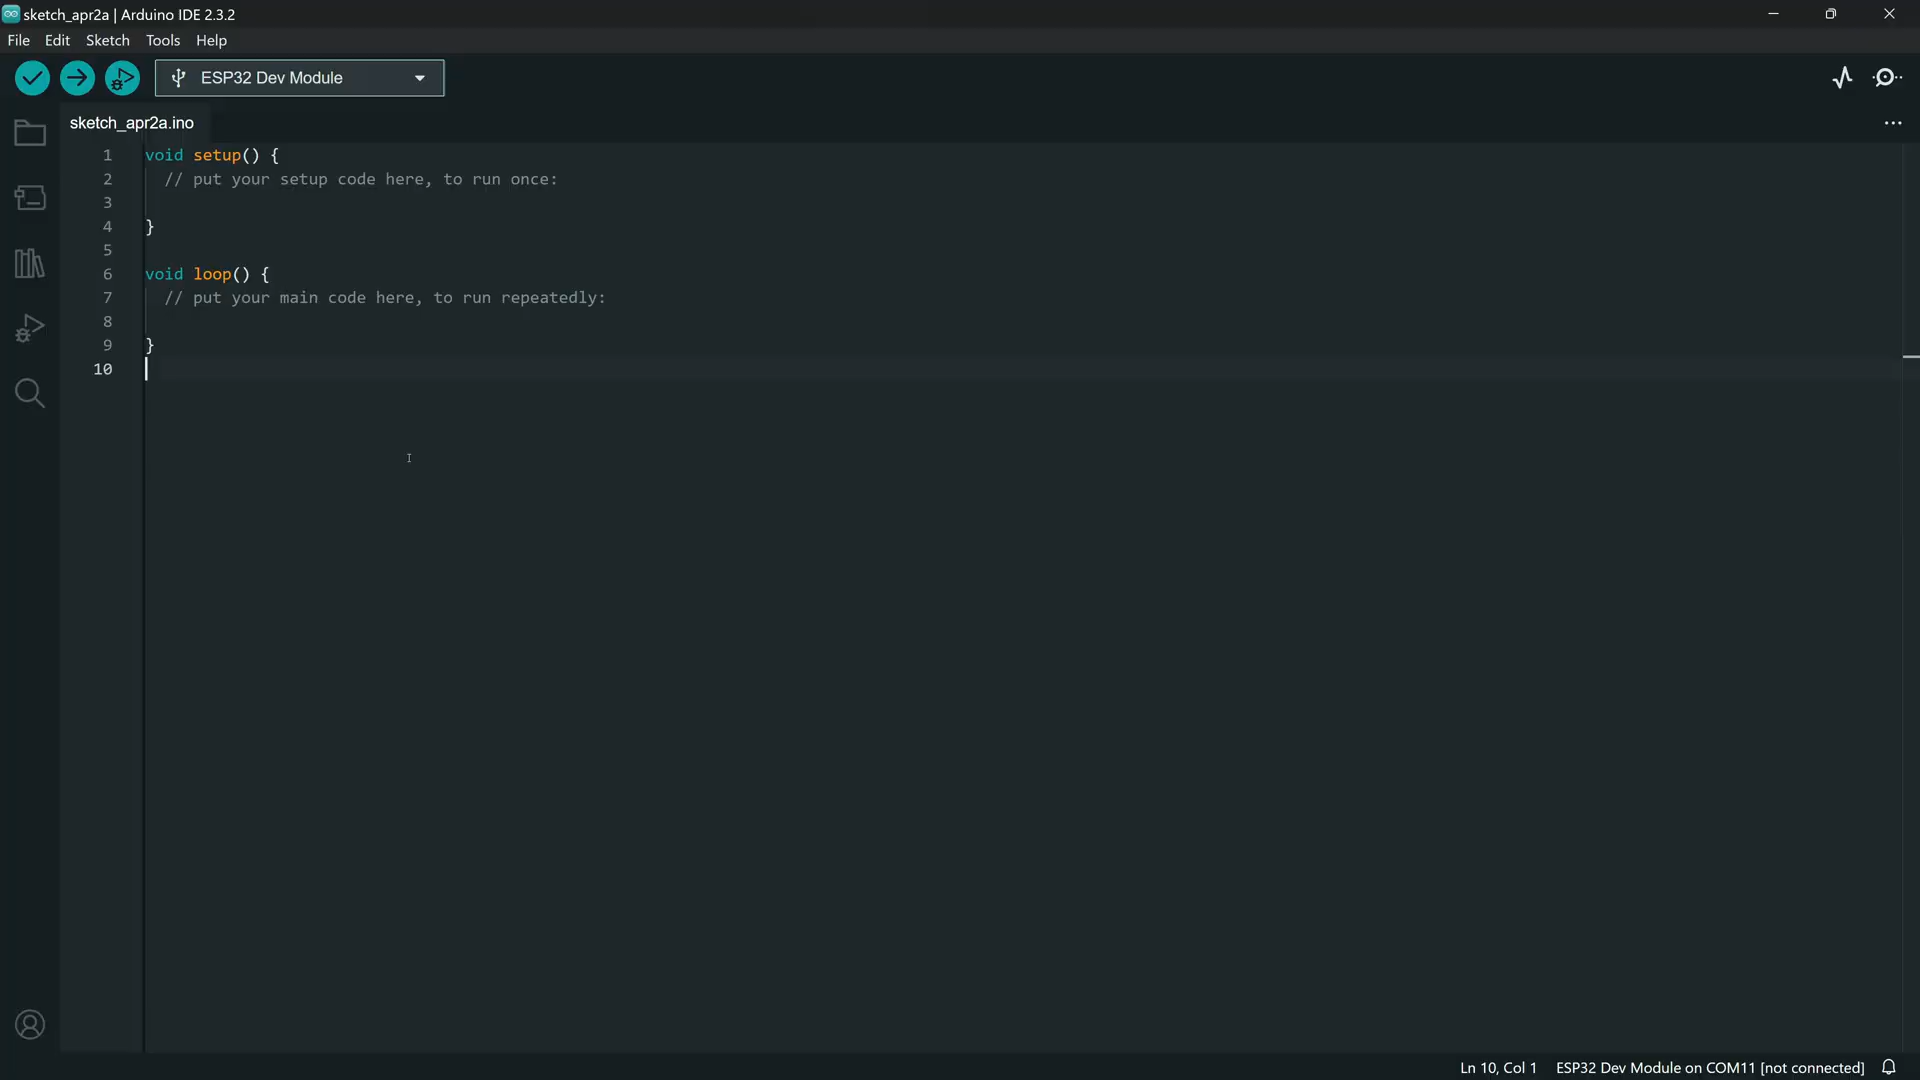 sketch_apr2a | Arduino IDE 2.3.2
File Edit Sketch Tools Help
ESP32 Dev Module
sketch_apr2a.ino
1 void setup() {
2 // put your setup code here, to run once:
3
4 }
5
6 void loop() {
7 // put your main code here, to run repeatedly:
8
9 }
10
Ln 10, Col 1 ESP32 Dev Module on COM11 [not connected]